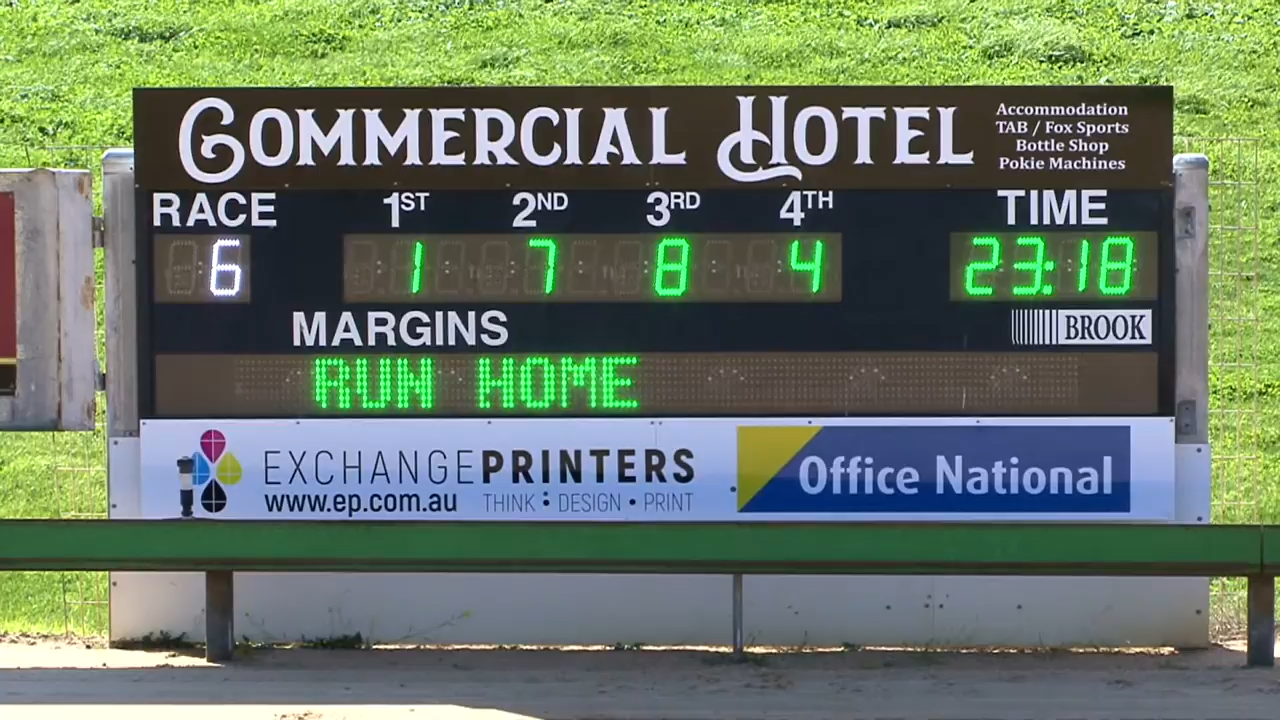 COMMERCIAL HOTEL
Accommodation
TAB / Fox Sports
Bottle Shop
Pokie Machines
RACE 1ST 2ND 3RD 4TH TIME
6 1 7 8 4 23:18
MARGINS
BROOK
RUN HOME
EXCHANGEPRINTERS
www.ep.com.au THINK : DESIGN • PRINT
Office National